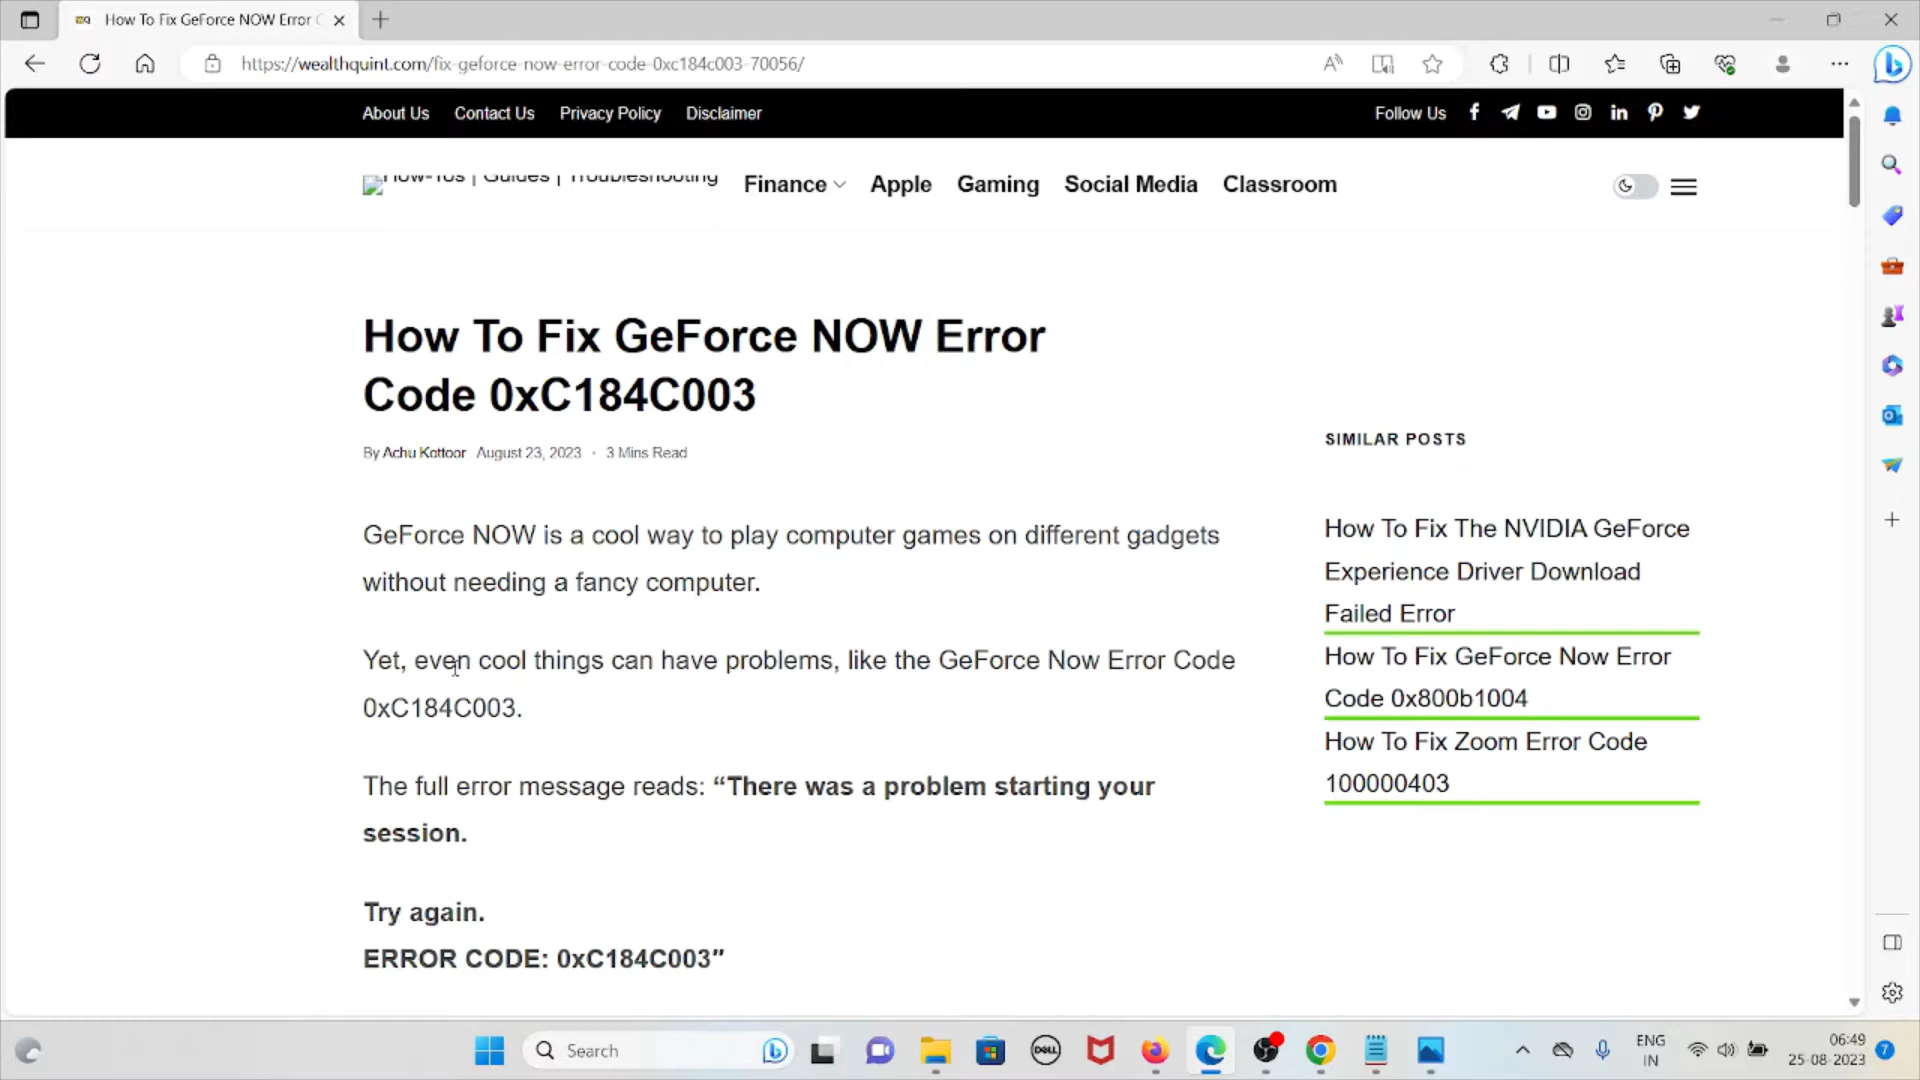 How To Fix GeForce NOW Error
https://wealthquint.com/fix-geforce-now-error-code-0xc184c003-70056/
About Us Contact Us Privacy Policy Disclaimer Follow Us
How-Tos | Guides | Troubleshooting Finance Apple Gaming Social Media Classroom
How To Fix GeForce NOW Error
Code 0xC184C003
By Achu Kottoor August 23, 2023 • 3 Mins Read
SIMILAR POSTS
GeForce NOW is a cool way to play computer games on different gadgets
without needing a fancy computer.
Yet, even cool things can have problems, like the GeForce Now Error Code
0xC184C003.
The full error message reads: “There was a problem starting your
session.
Try again.
ERROR CODE: 0xC184C003″
How To Fix The NVIDIA GeForce
Experience Driver Download
Failed Error
How To Fix GeForce Now Error
Code 0x800b1004
How To Fix Zoom Error Code
100000403
Search
DELL
ENG
IN
06:49
25-08-2023
7